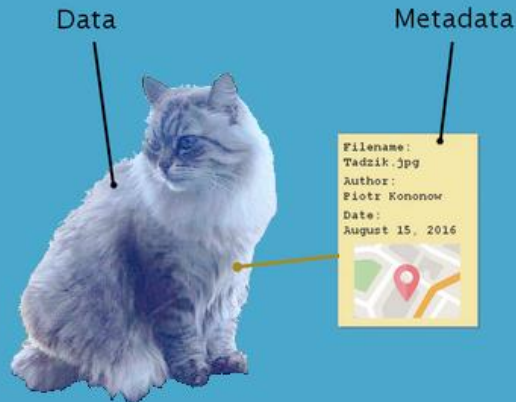 Data
Metadata
Filename:
Tadzik.jpg
Author:
Piotr Kononow
Date:
August 15, 2016